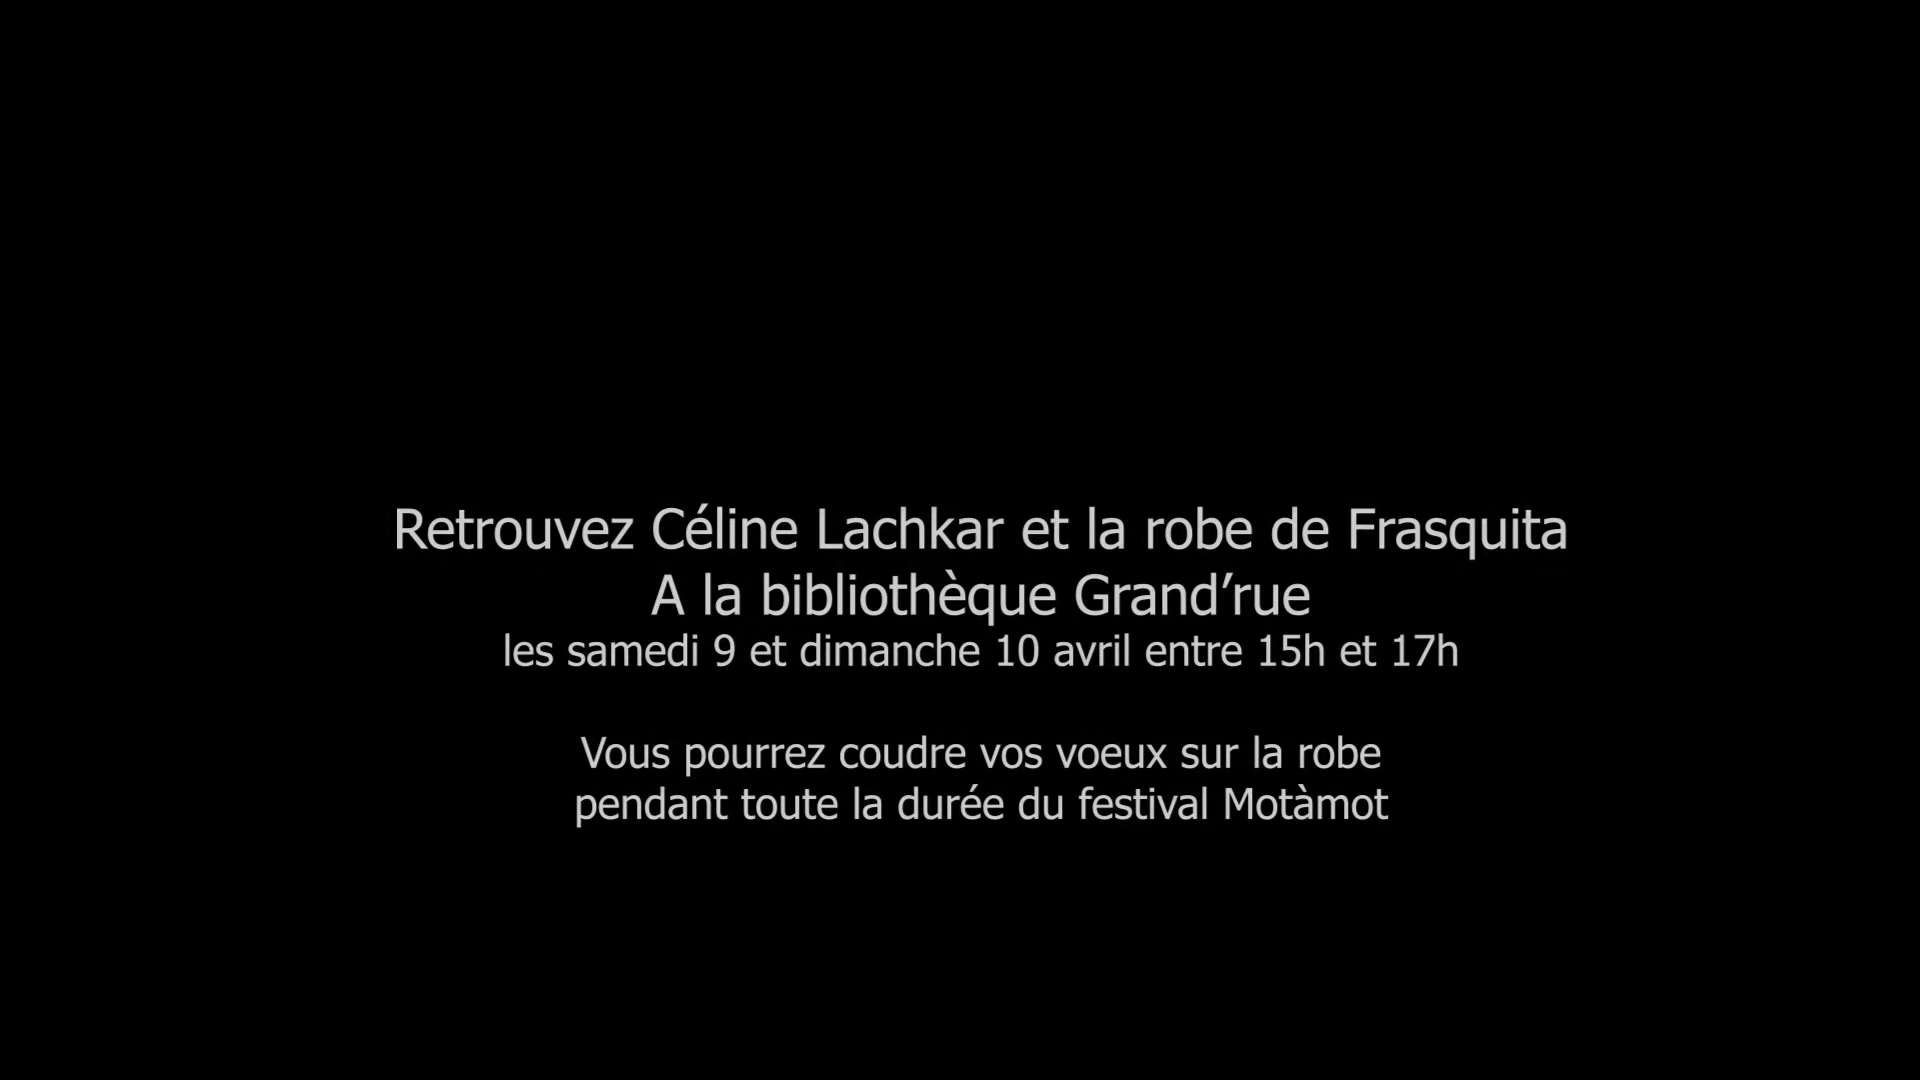 Retrouvez Céline Lachkar et la robe de Frasquita
A la bibliothèque Grand’rue
les samedi 9 et dimanche 10 avril entre 15h et 17h
Vous pourrez coudre vos voeux sur la robe
pendant toute la durée du festival Motàmot